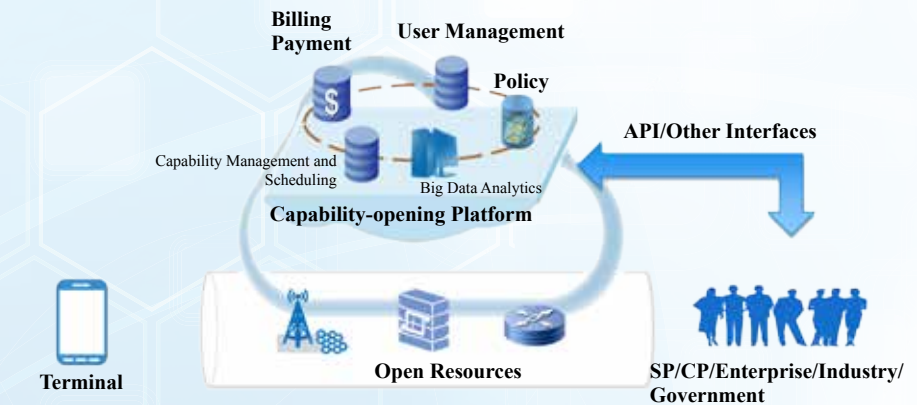 Billing
Payment
User Management
Policy
$
API/Other Interfaces
Capability Management and
Scheduling
Big Data Analytics
Capability-opening Platform
Terminal
Open Resources
SP/CP/Enterprise/Industry/
Government